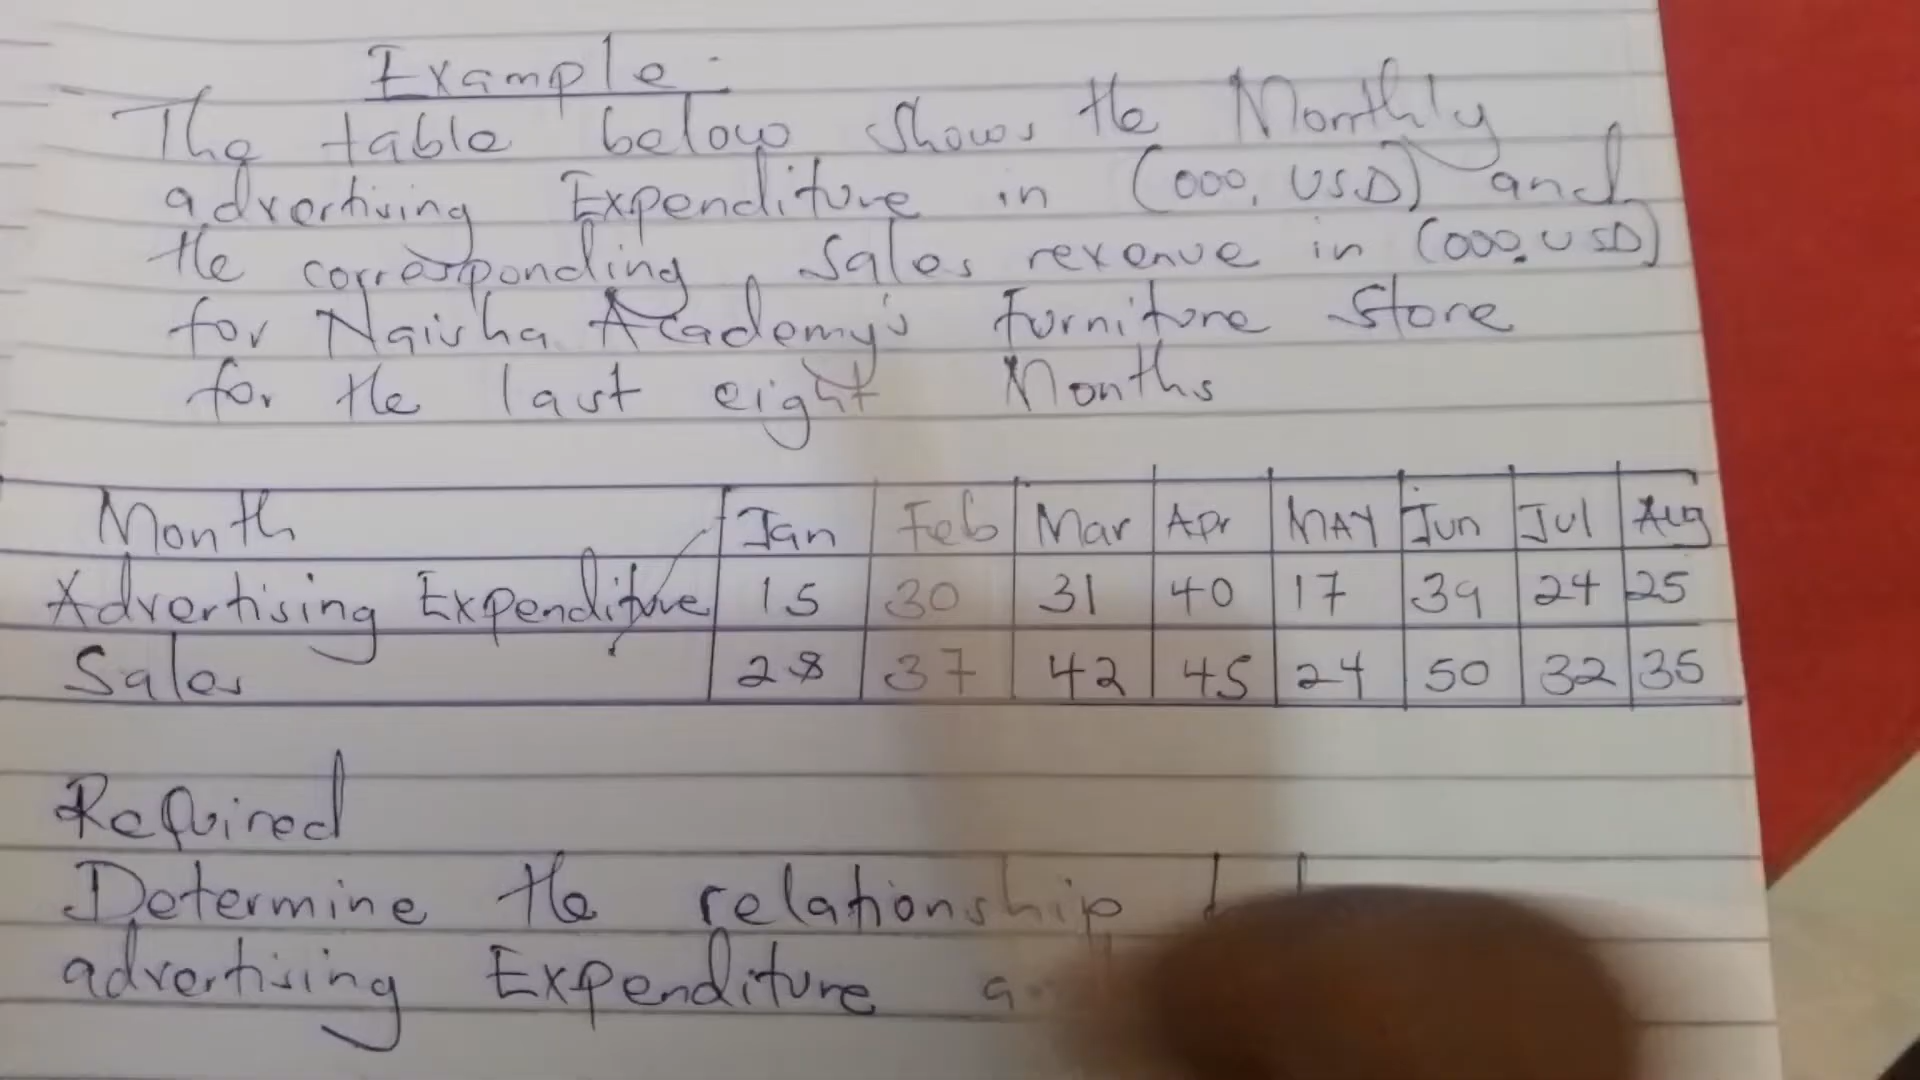 Example:
The table below shows the Monthly
advertising Expenditure in (000, USD) and
the corresponding Sales revenue in (000, USD)
for Naisha Academy's Furniture Store
for the last eight Months
Month Jan Feb Mar Apr MAY Jun Jul Aug
Advertising Expenditure 15 30 31 40 17 39 24 25
Sales 28 37 42 45 24 50 32 35
Required
Determine the relationship
advertising Expenditure